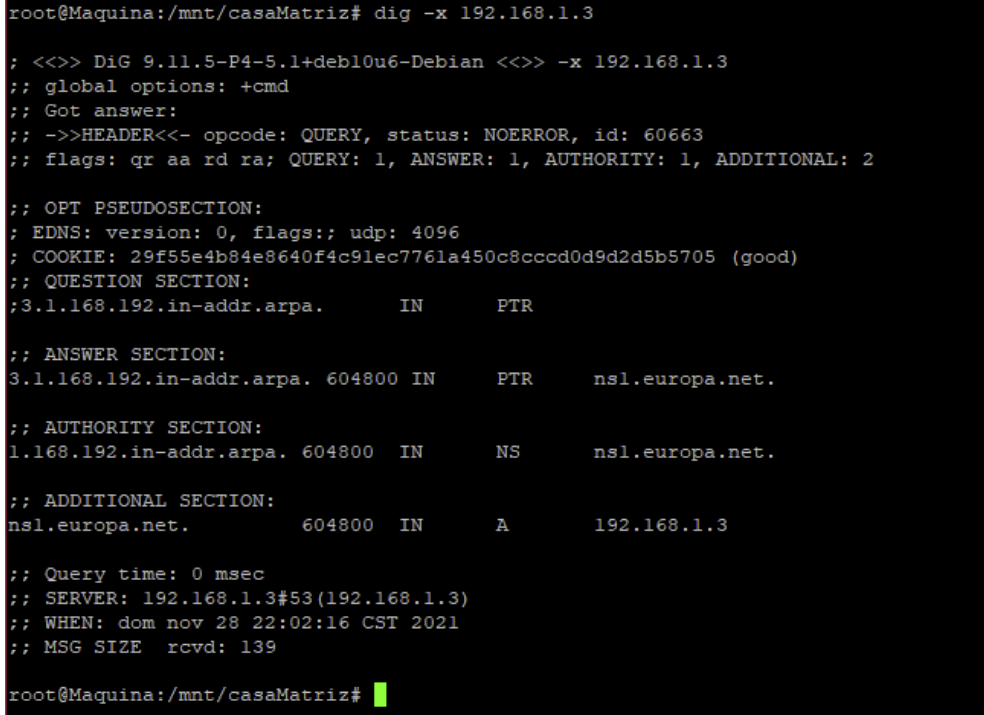 root@Maquina:/mnt/casaMatriz# dig -x 192.168.1.3
; <<>> DiG 9.11.5-P4-5.1+deb10u6-Debian <<>> -x 192.168.1.3
;; global options: +cmd
;; Got answer:
;; ->>HEADER<<- opcode: QUERY, status: NOERROR, id: 60663
;; flags: qr aa rd ra; QUERY: 1, ANSWER: 1, AUTHORITY: 1, ADDITIONAL: 2
;; OPT PSEUDOSECTION:
; EDNS: version: 0, flags:; udp: 4096
; COOKIE: 29f55e4b84e8640f4c91ec7761a450c8cccd0d9d2d5b5705 (good)
;; QUESTION SECTION:
;3.1.168.192.in-addr.arpa. IN PTR
;; ANSWER SECTION:
3.1.168.192.in-addr.arpa. 604800 IN PTR ns1.europa.net.
;; AUTHORITY SECTION:
1.168.192.in-addr.arpa. 604800 IN NS ns1.europa.net.
;; ADDITIONAL SECTION:
ns1.europa.net. 604800 IN A 192.168.1.3
;; Query time: 0 msec
;; SERVER: 192.168.1.3#53(192.168.1.3)
;; WHEN: dom nov 28 22:02:16 CST 2021
;; MSG SIZE rcvd: 139
root@Maquina:/mnt/casaMatriz#